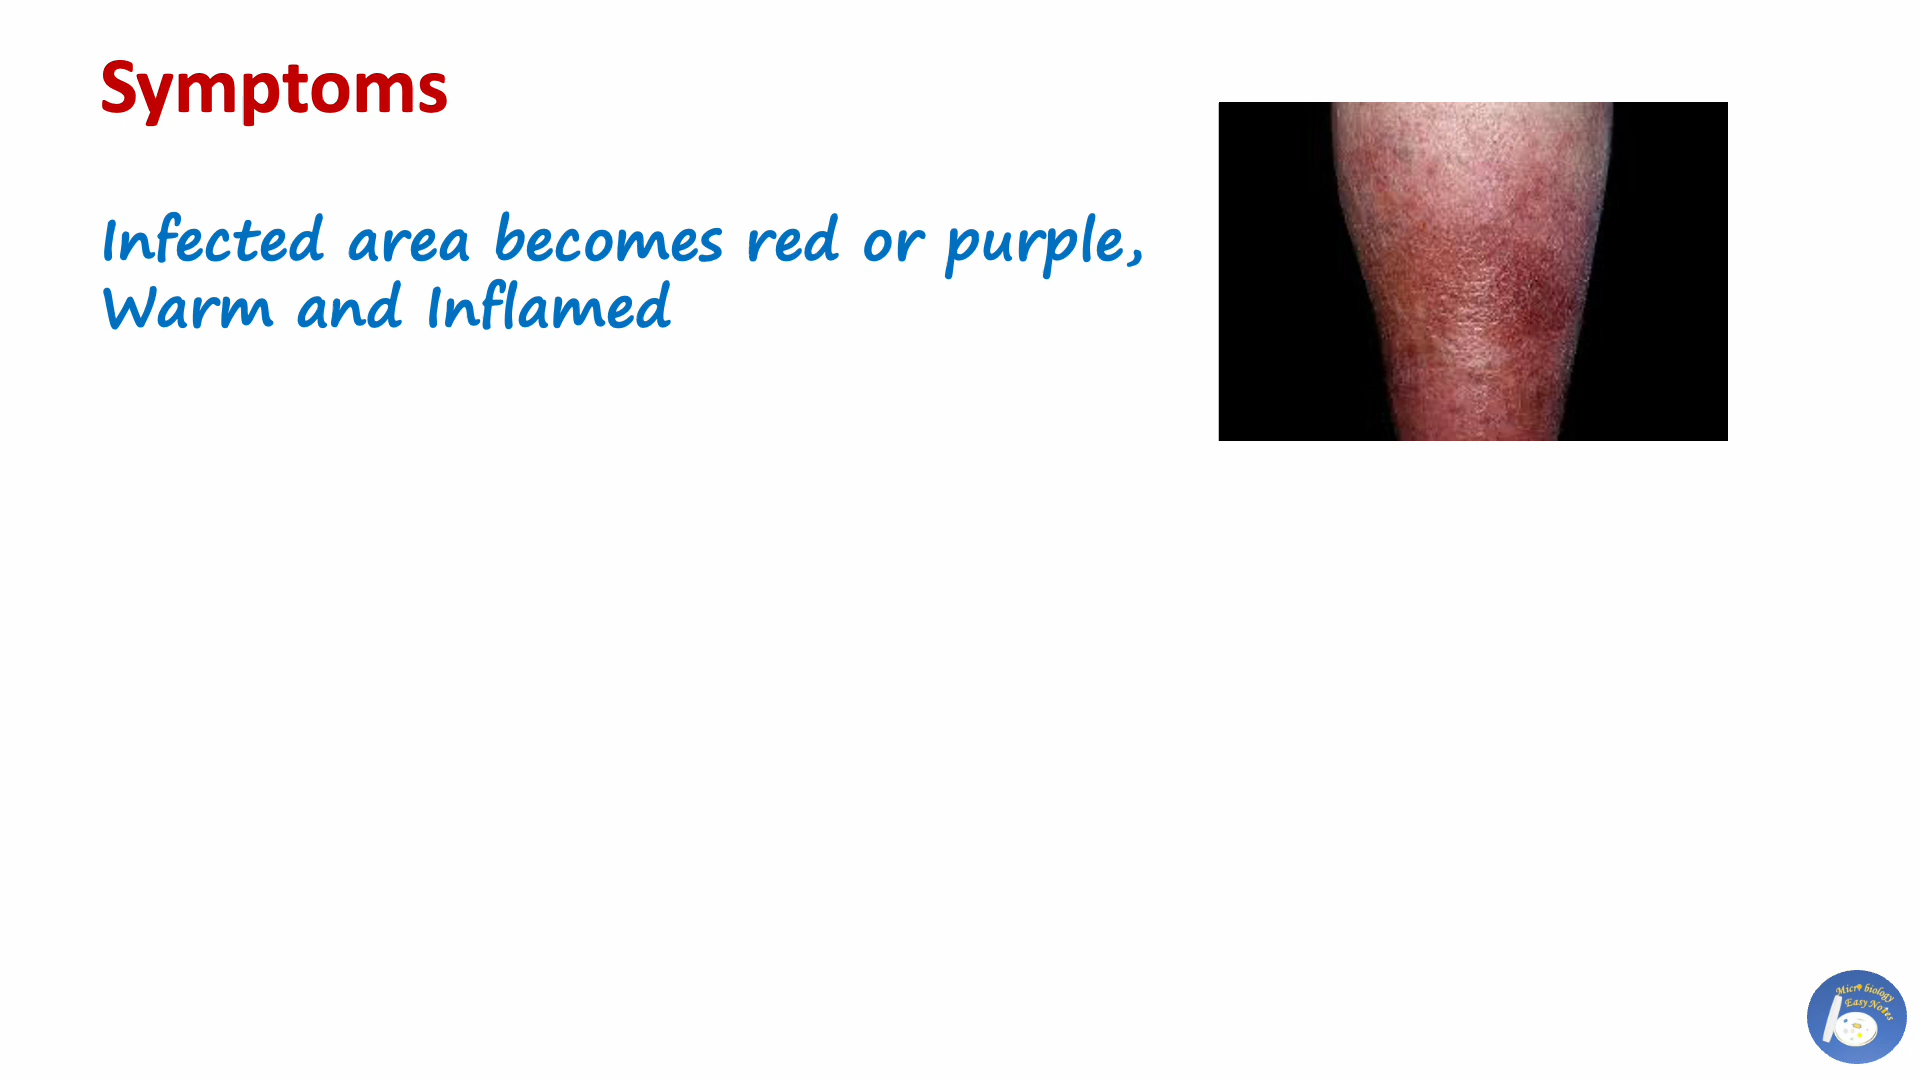 Symptoms
Infected area becomes red or purple,
Warm and Inflamed
Micro biology
Easy Notes